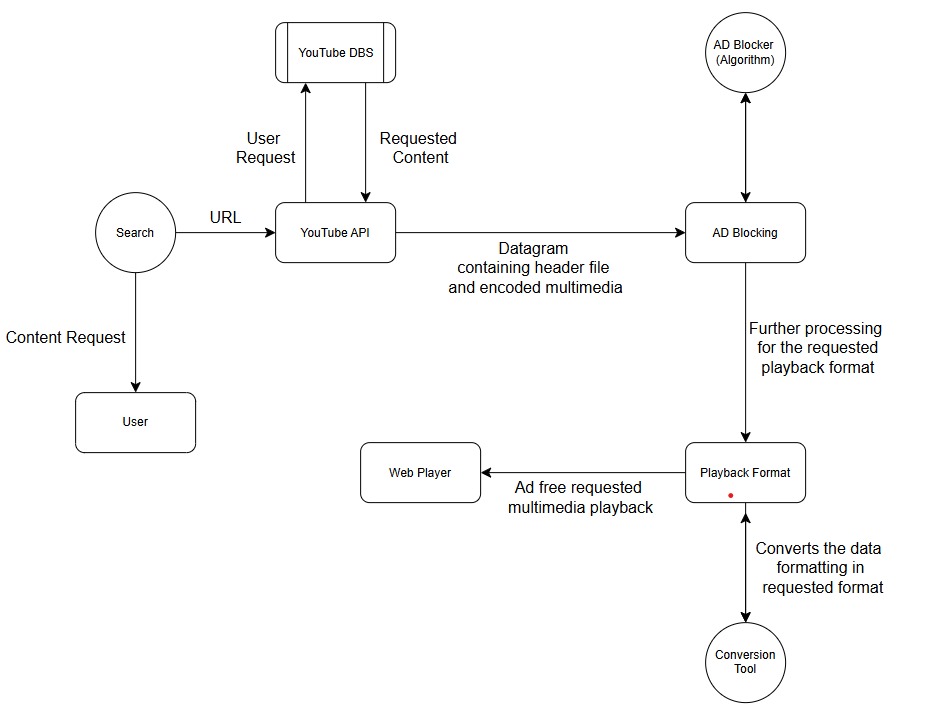 YouTube DBS
AD Blocker
(Algorithm)
User
Request
Requested
Content
Search
URL
YouTube API
Datagram
containing header file
and encoded multimedia
AD Blocking
Content Request
Further processing
for the requested
playback format
User
Web Player
Ad free requested
multimedia playback
Playback Format
Converts the data
formatting in
requested format
Conversion
Tool